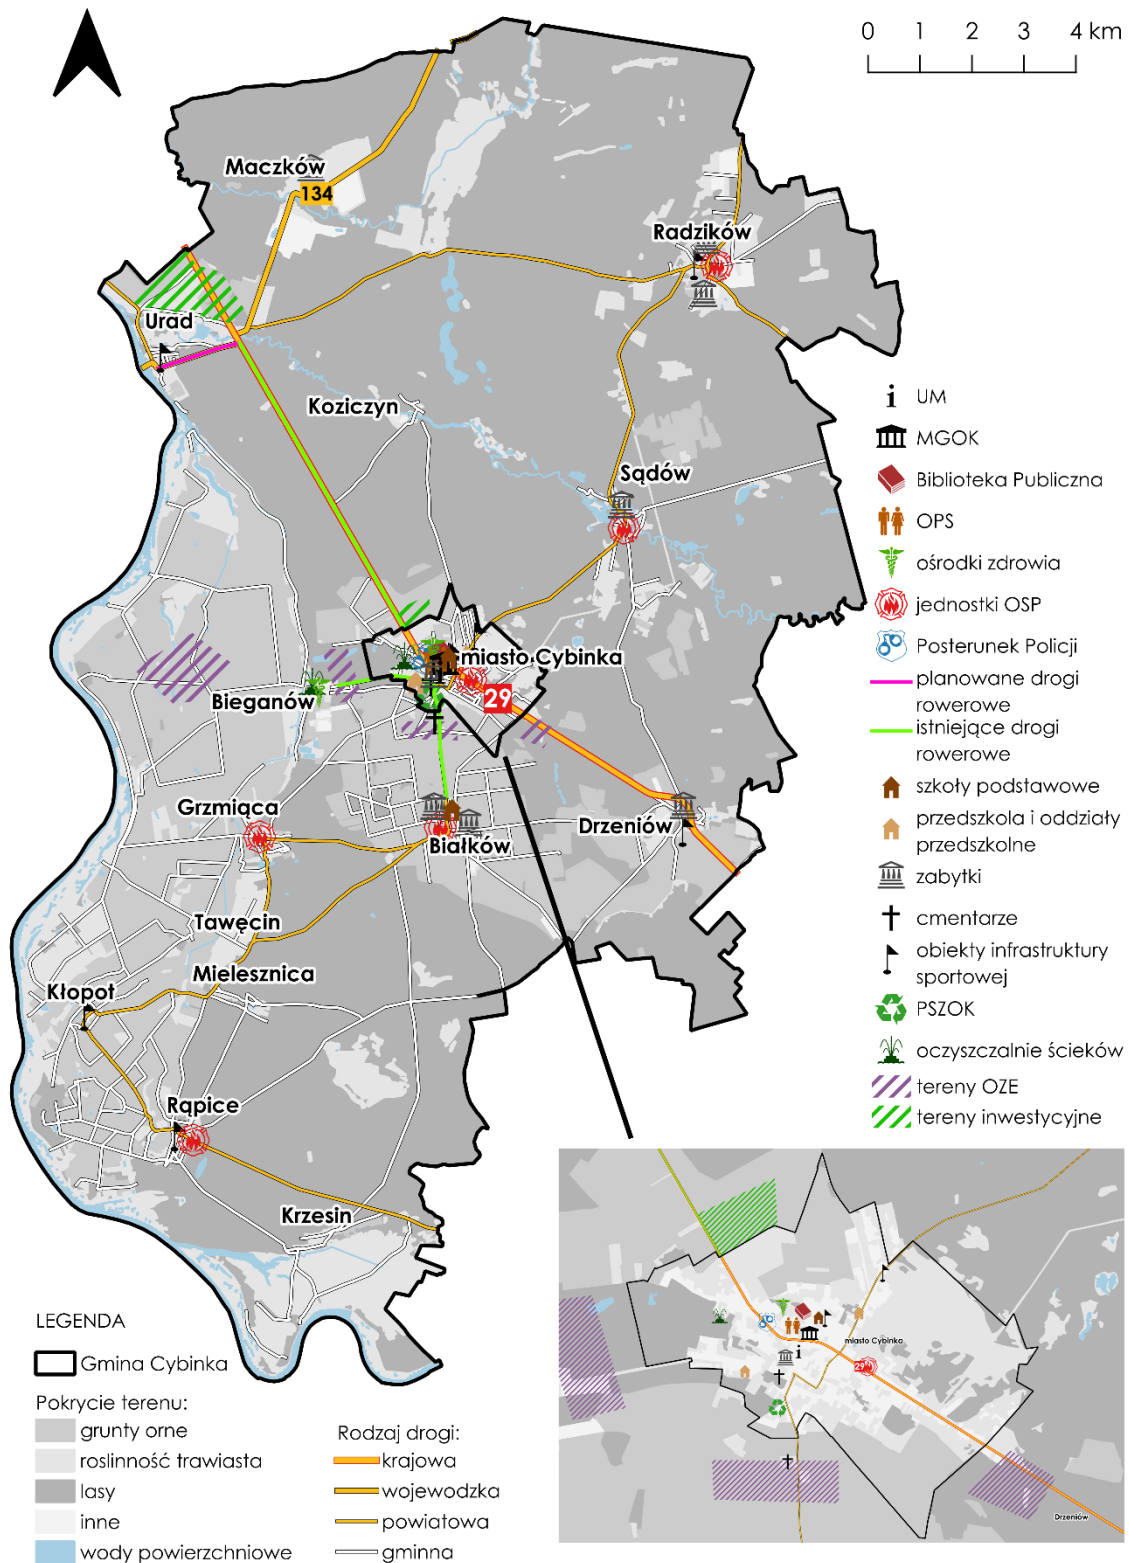 0 1 2 3 4 km
Maczków
134
Radzików
Urad
Koziczyn
Sądów
miasto Cybinka
Bieganów
29
Grzmiąca
Białków
Drzeniów
Tawęcin
Mielesznica
Kłopot
Rąpice
Krzesin
UM
MGOK
Biblioteka Publiczna
OPS
ośrodki zdrowia
jednostki OSP
Posterunek Policji
planowane drogi
rowerowe
istniejące drogi
rowerowe
szkoły podstawowe
przedszkola i oddziały
przedszkolne
zabytki
cmentarze
obiekty infrastruktury
sportowej
PSZOK
oczyszczalnie ścieków
tereny OZE
tereny inwestycyjne
LEGENDA
Gmina Cybinka
Pokrycie terenu:
grunty orne
roslinność trawiasta
lasy
inne
wody powierzchniowe
Rodzaj drogi:
krajowa
wojewodzka
powiatowa
gminna
miasto Cybinka
29
Drzeniów